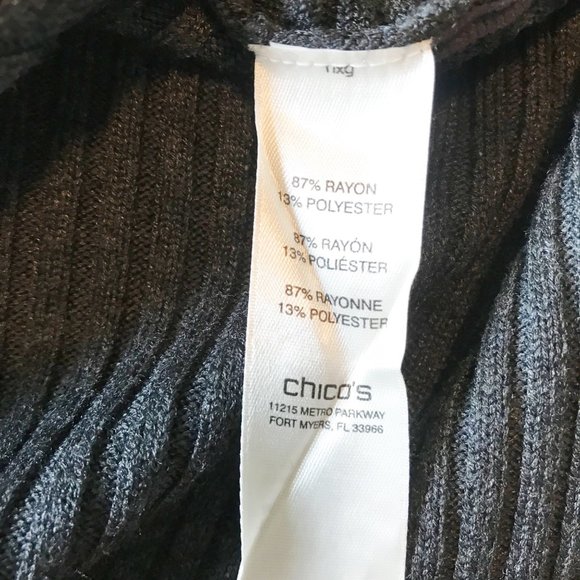 87% RAYON
13% POLYESTER
87% RAYÓN
13% POLIÉSTER
87% RAYONNE
13% POLYESTER
chico's
11215 METRO PARKWAY
FORT MYERS, FL 33966